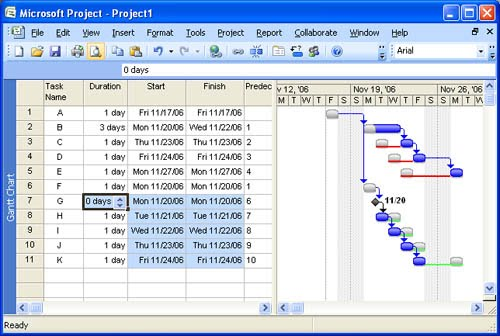 Microsoft Project - Project1
File Edit View Insert Format Tools Project Report Collaborate Window Help
Arial
0 days
Task Name Duration Start Finish Predec
v 12, '06 Nov 19, '06 Nov 26, '06
M T W T F S S M T W T F S S M T W
1 A 1 day Fri 11/17/06 Fri 11/17/06
2 B 3 days Mon 11/20/06 Wed 11/22/06 1
3 C 1 day Thu 11/23/06 Thu 11/23/06 2
4 D 1 day Fri 11/24/06 Fri 11/24/06 3
5 E 1 day Mon 11/27/06 Mon 11/27/06 4
6 F 1 day Mon 11/20/06 Mon 11/20/06 1
7 G 0 days Mon 11/20/06 Mon 11/20/06 6
11/20
8 H 1 day Tue 11/21/06 Tue 11/21/06 7
9 I 1 day Wed 11/22/06 Wed 11/22/06 8
10 J 1 day Thu 11/23/06 Thu 11/23/06 9
11 K 1 day Fri 11/24/06 Fri 11/24/06 10
Gantt Chart
Ready